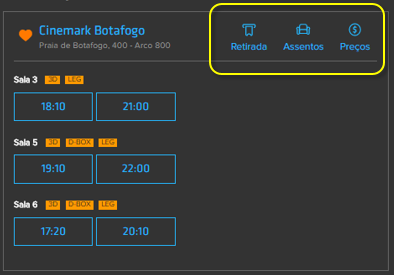 Cinemark Botafogo
Praia de Botafogo, 400 - Arco 800
Retirada Assentos Preços
Sala 3 3D LEG
18:10 21:00
Sala 5 3D D-BOX LEG
19:10 22:00
Sala 6 3D D-BOX LEG
17:20 20:10